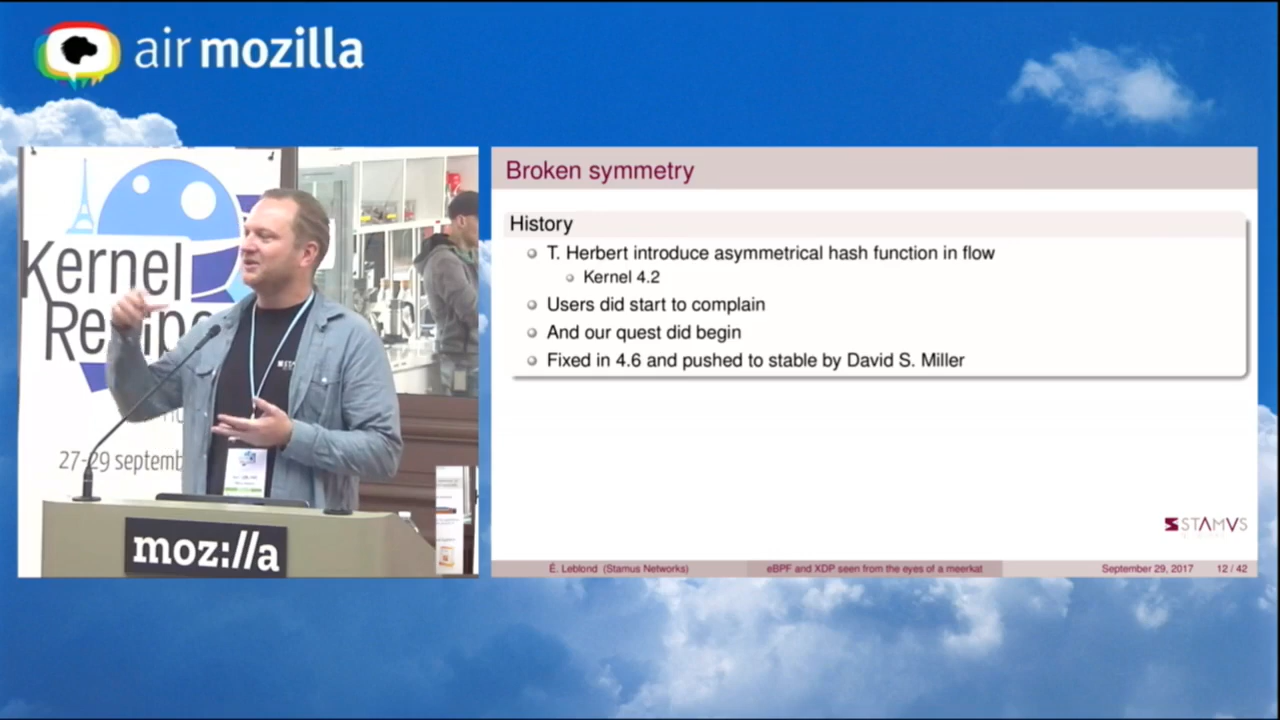 air mozilla
Kernel
27-29 septemb
moz://a
Broken symmetry
History
T. Herbert introduce asymmetrical hash function in flow
Kernel 4.2
Users did start to complain
And our quest did begin
Fixed in 4.6 and pushed to stable by David S. Miller
STAMVS
É. Leblond (Stamus Networks)
eBPF and XDP seen from the eyes of a meerkat
September 29, 2017
12 / 42